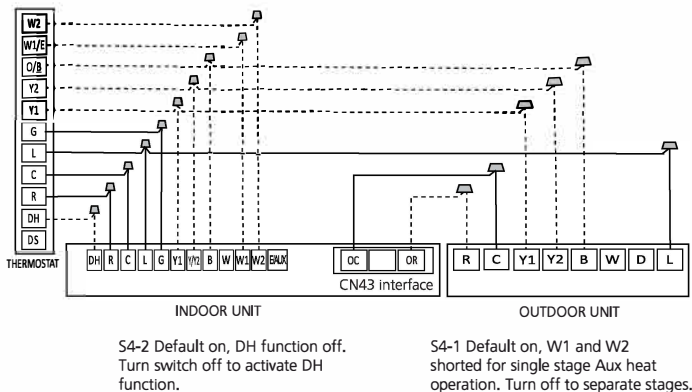 W2
W1/E
O/B
Y2
Y1
G
L
C
R
DH
DS
THERMOSTAT
DH R C L G Y1 Y/Y2 B W W1 W2 E/AUX
OC OR
CN43 interface
R C Y1 Y2 B W D L
INDOOR UNIT
OUTDOOR UNIT
S4-2 Default on, DH function off.
Turn switch off to activate DH
function.
S4-1 Default on, W1 and W2
shorted for single stage Aux heat
operation. Turn off to separate stages.